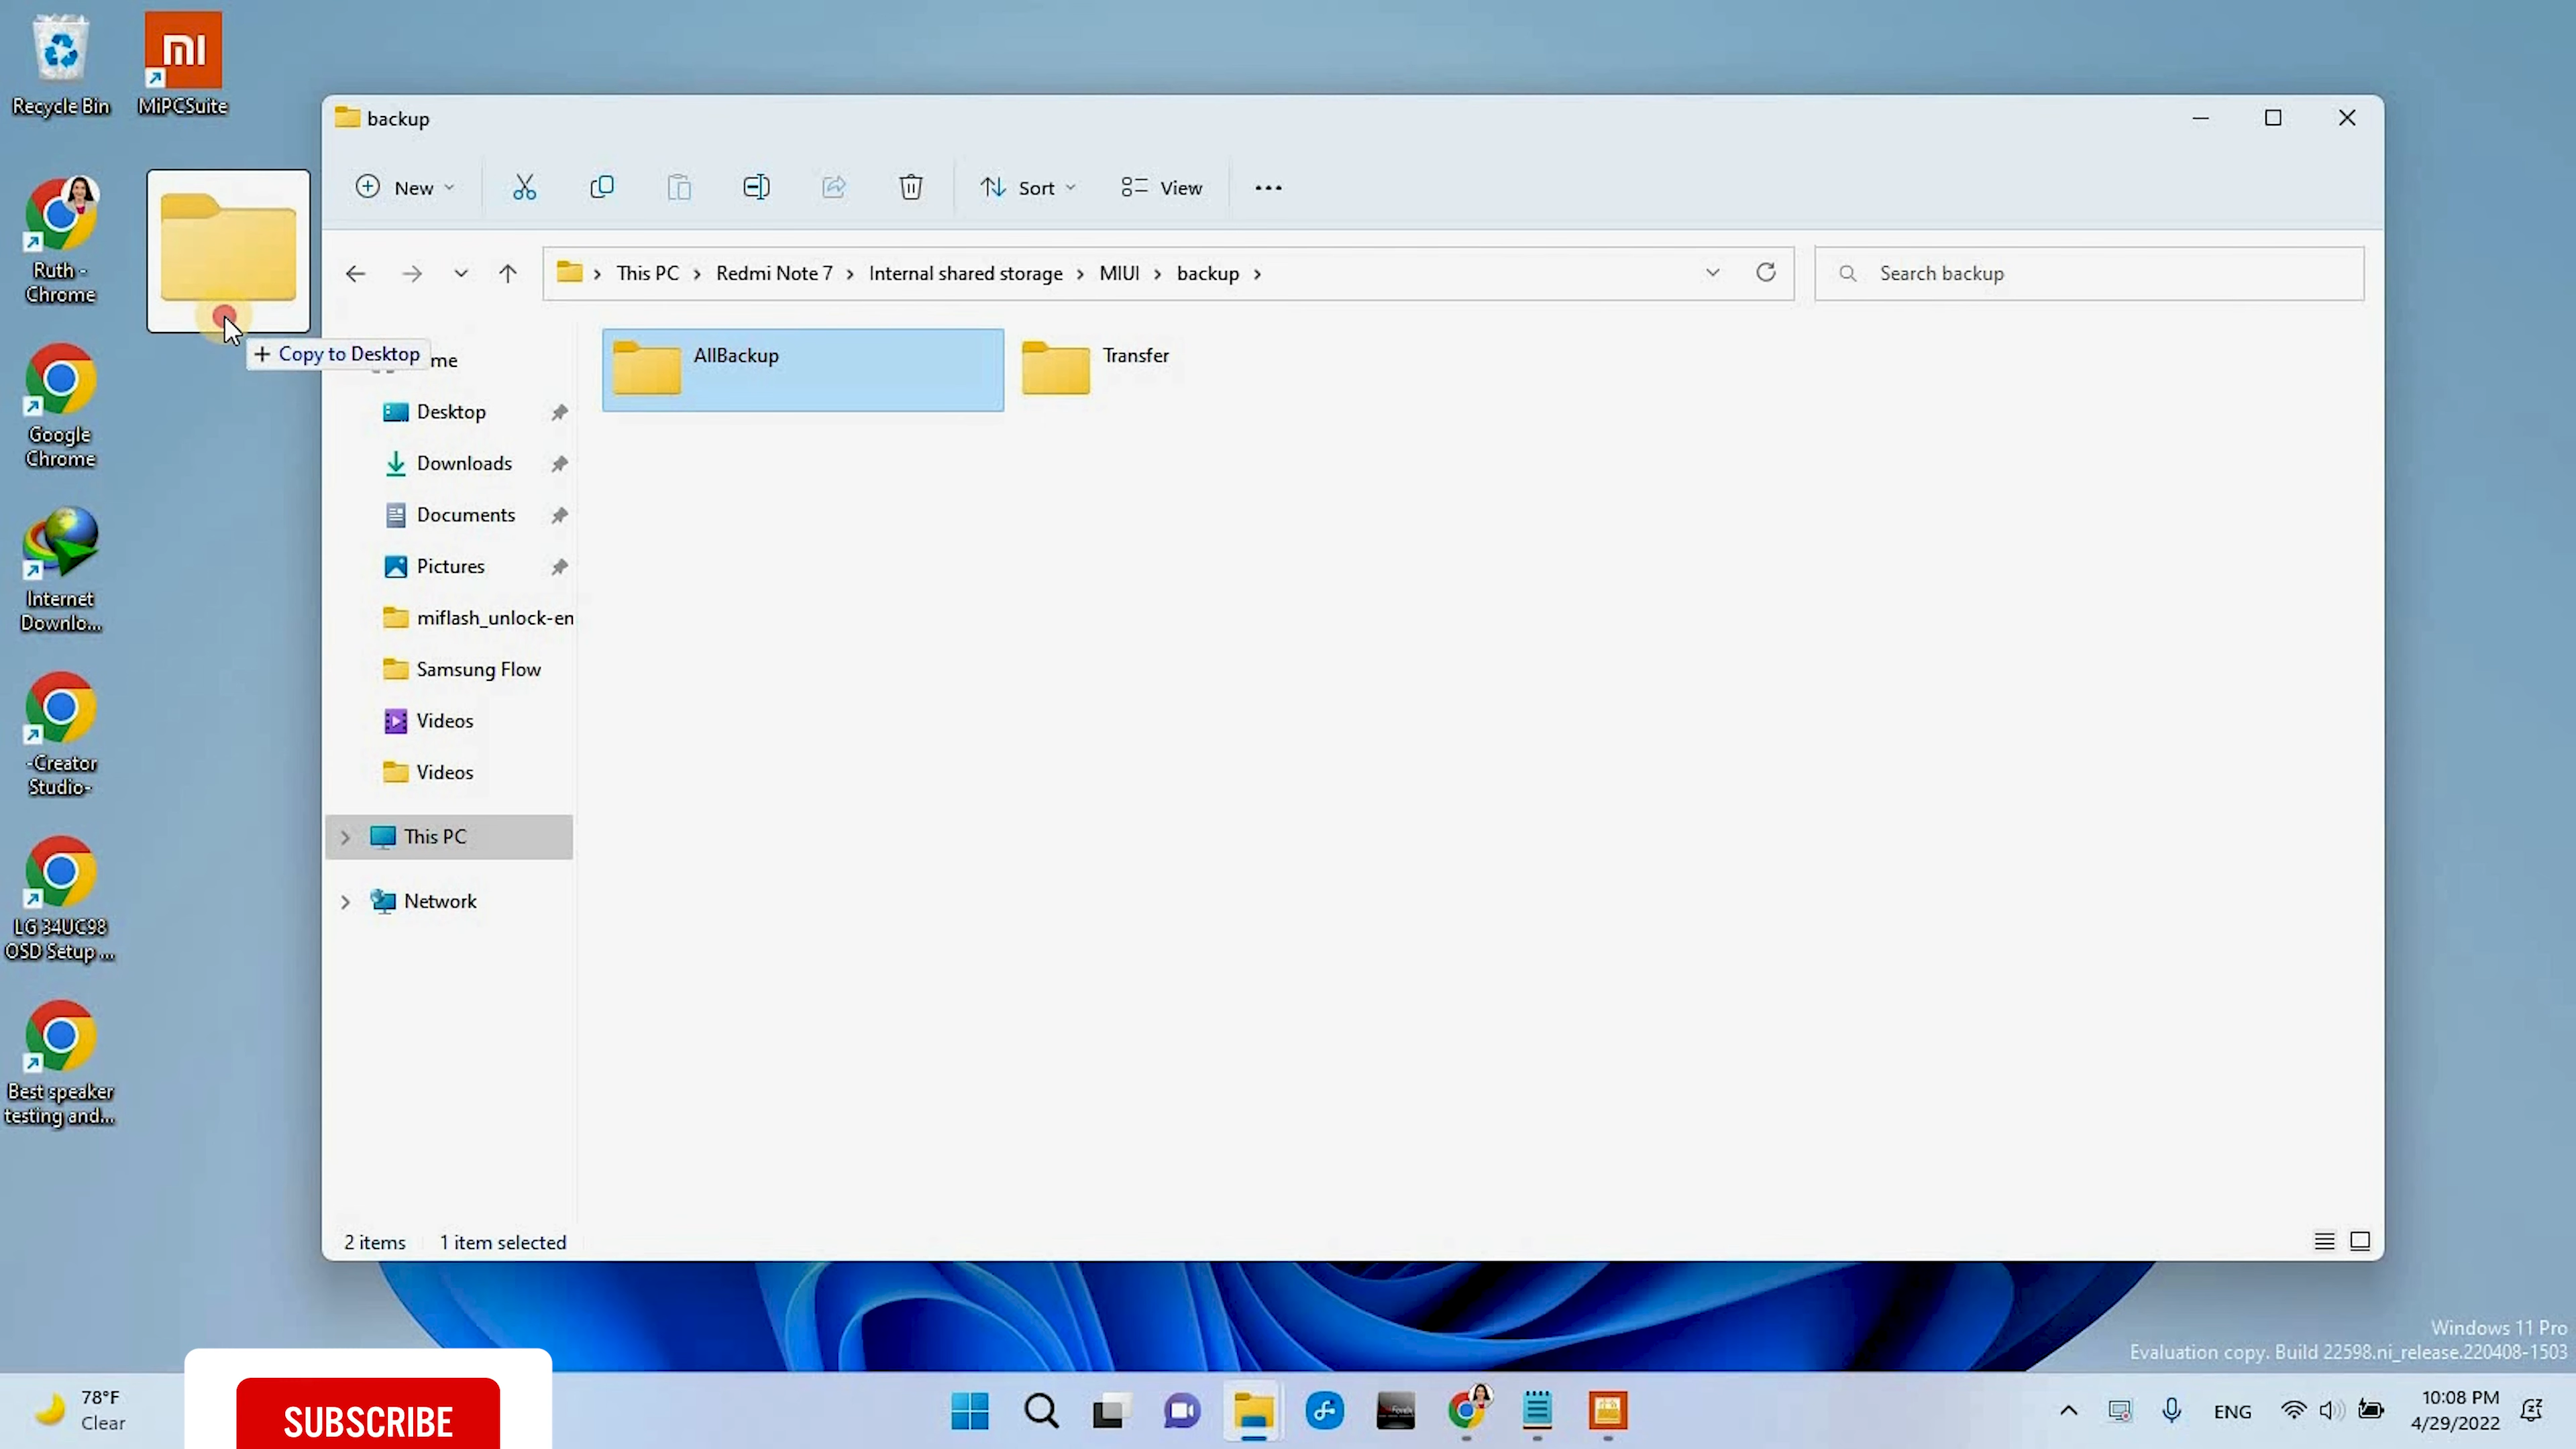 Recycle Bin
MiPCSuite
Ruth -
Chrome
Google
Chrome
Internet
Downlo...
-Creator
Studio-
LG 34UC98
OSD Setup ...
Best speaker
testing and...
+ Copy to Desktop
backup
New
Sort
View
This PC > Redmi Note 7 > Internal shared storage > MIUI > backup >
Search backup
me
Desktop
Downloads
Documents
Pictures
miflash_unlock-en
Samsung Flow
Videos
Videos
This PC
Network
AllBackup
Transfer
2 items
1 item selected
Windows 11 Pro
Evaluation copy. Build 22598.ni_release.220408-1503
78°F
Clear
SUBSCRIBE
ENG
10:08 PM
4/29/2022